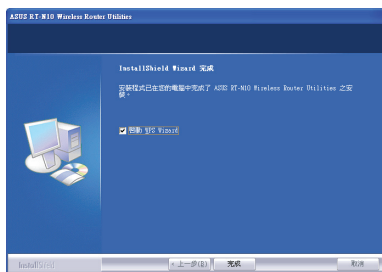 ASUS RT-N10 Wireless Router Utilities
InstallShield Wizard 完成
安裝程式已在您的電腦中完成了 ASUS RT-N10 Wireless Router Utilities 之安
裝。
啟動 WPS Wizard
InstallShield
< 上一步(B)
完成
取消